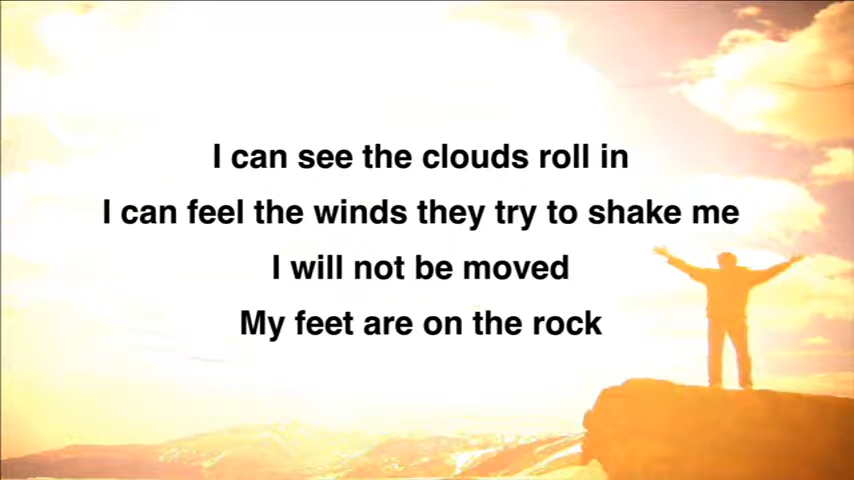 I can see the clouds roll in
I can feel the winds they try to shake me
I will not be moved
My feet are on the rock